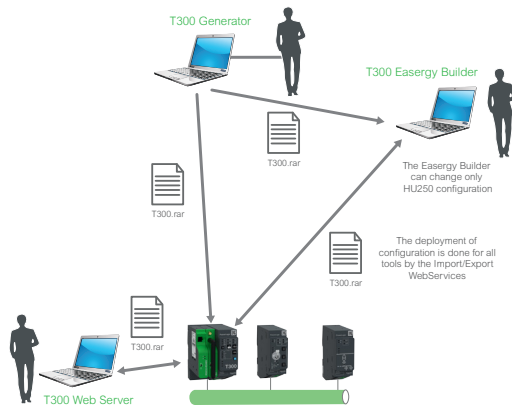 T300 Generator
T300 Easergy Builder
T300.rar
The Easergy Builder
can change only
HU250 configuration
T300.rar
The deployment of
configuration is done for all
tools by the Import/Export
WebServices
T300.rar
T300.rar
T300
T300 Web Server